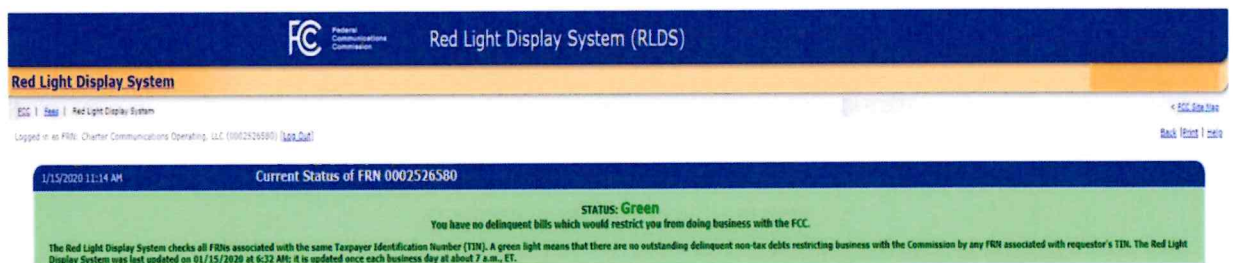 FCC Federal Communications Commission Red Light Display System (RLDS)
Red Light Display System
FCC | Fees | Red Light Display System < FCC Site Map
Logged in as FRN: Charter Communications Operating, LLC (0002526580) [Log Out] Back | Print | Help
1/15/2020 11:14 AM Current Status of FRN 0002526580
STATUS: Green
You have no delinquent bills which would restrict you from doing business with the FCC.
The Red Light Display System checks all FRNs associated with the same Taxpayer Identification Number (TIN). A green light means that there are no outstanding delinquent non-tax debts restricting business with the Commission by any FRN associated with requestor's TIN. The Red Light
Display System was last updated on 01/15/2020 at 6:32 AM; it is updated once each business day at about 7 a.m., ET.